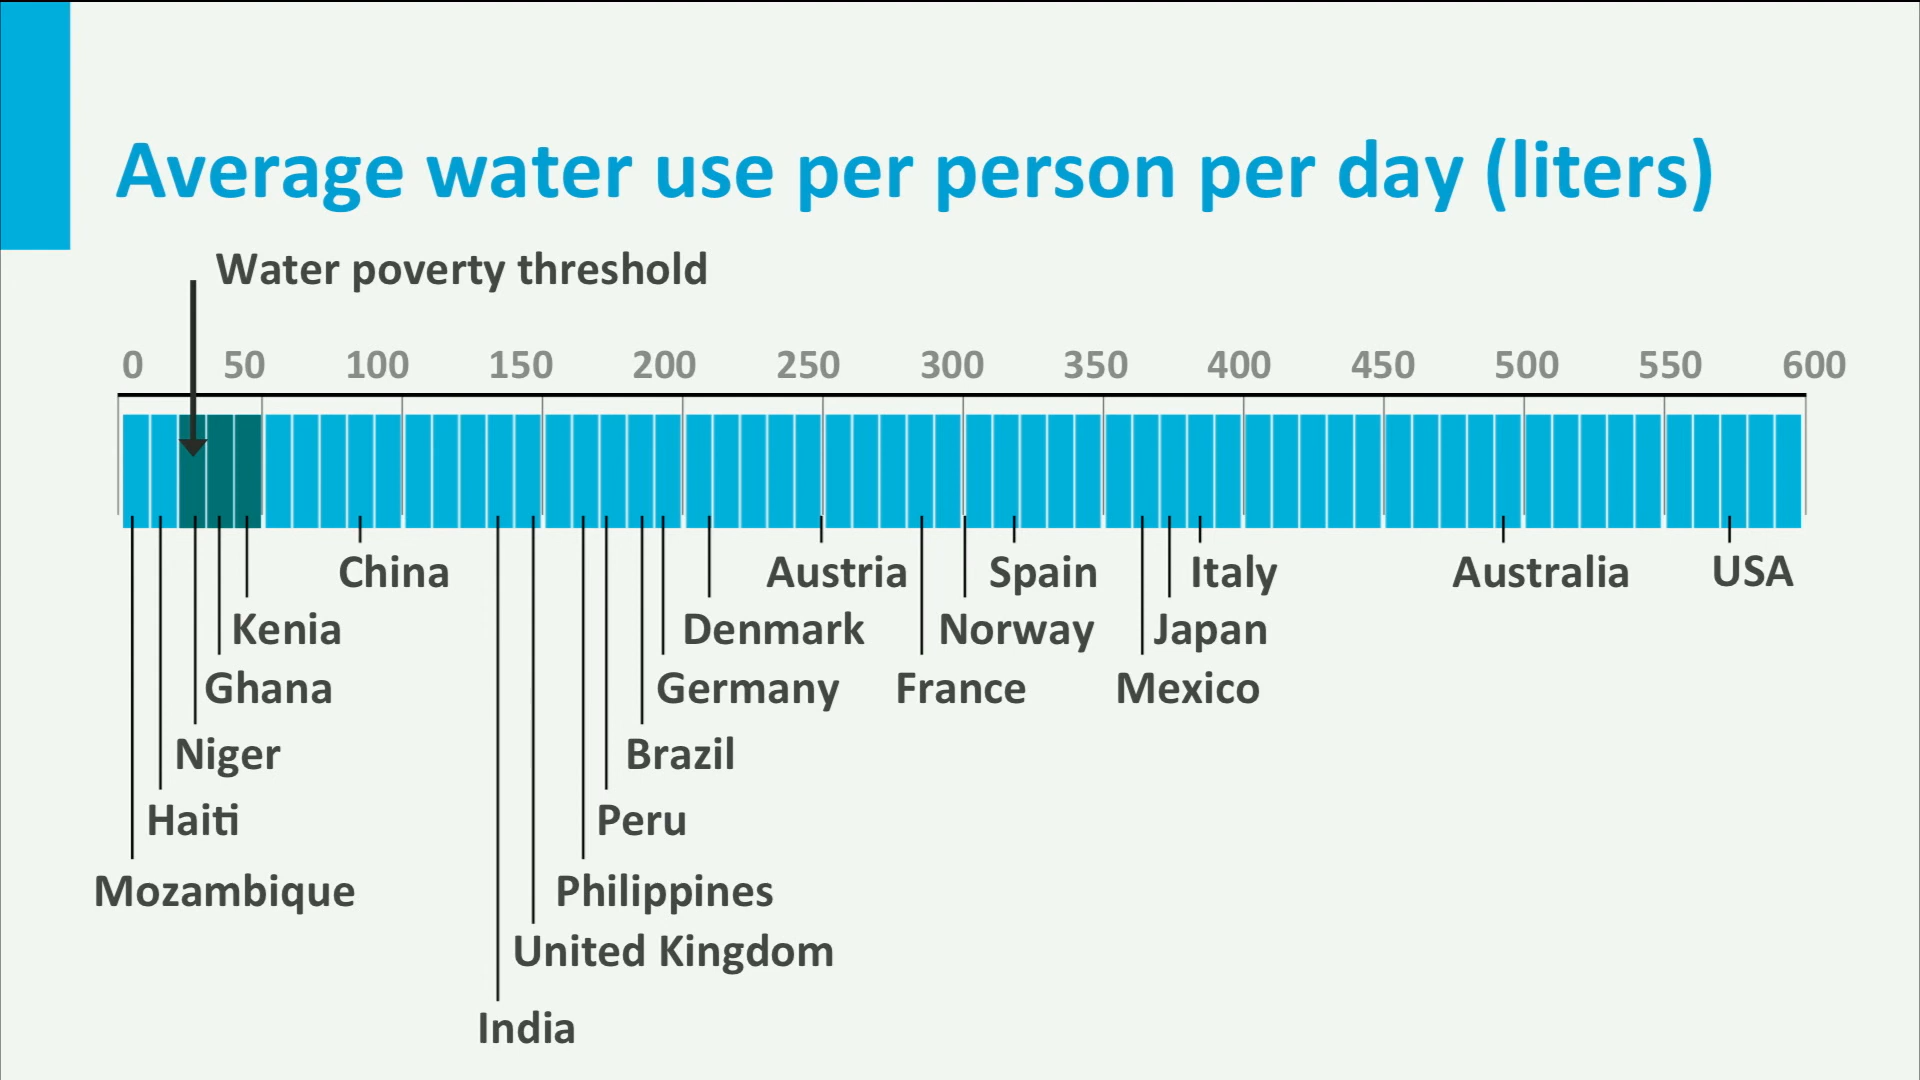 Average water use per person per day (liters)
Water poverty threshold
0 50 100 150 200 250 300 350 400 450 500 550 600
China Austria Spain Italy Australia USA
Kenia Denmark Norway Japan
Ghana Germany France Mexico
Niger Brazil
Haiti Peru
Mozambique Philippines
United Kingdom
India